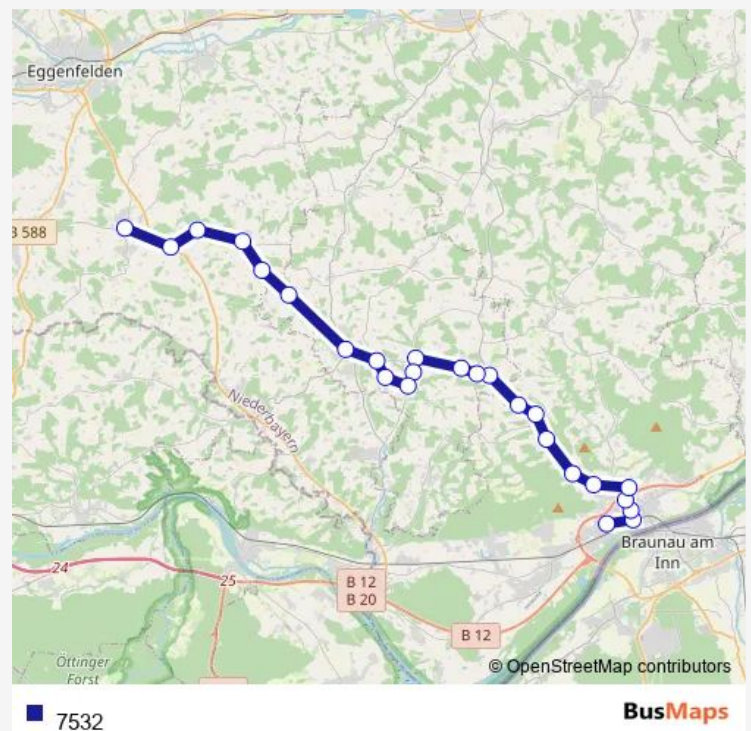 Eggenfelden
B 588
Niederbayern
Braunau am
Inn
24
25
B 12
B 20
B 12
Öttinger
Forst
© OpenStreetMap contributors
7532
BusMaps